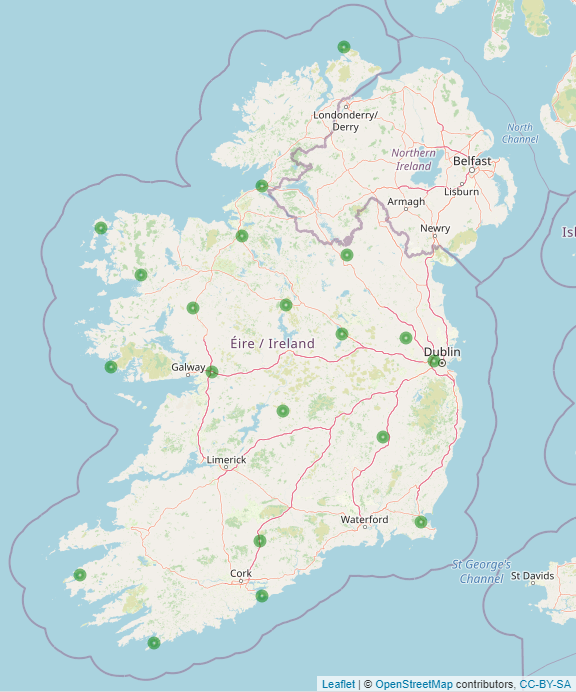 Londonderry/
Derry
North
Channel
Northern
Ireland
Belfast
Lisburn
Armagh
Newry
Éire / Ireland
Dublin
Galway
Limerick
Waterford
Cork
St George's
Channel
St Davids
Leaflet | © OpenStreetMap contributors, CC-BY-SA